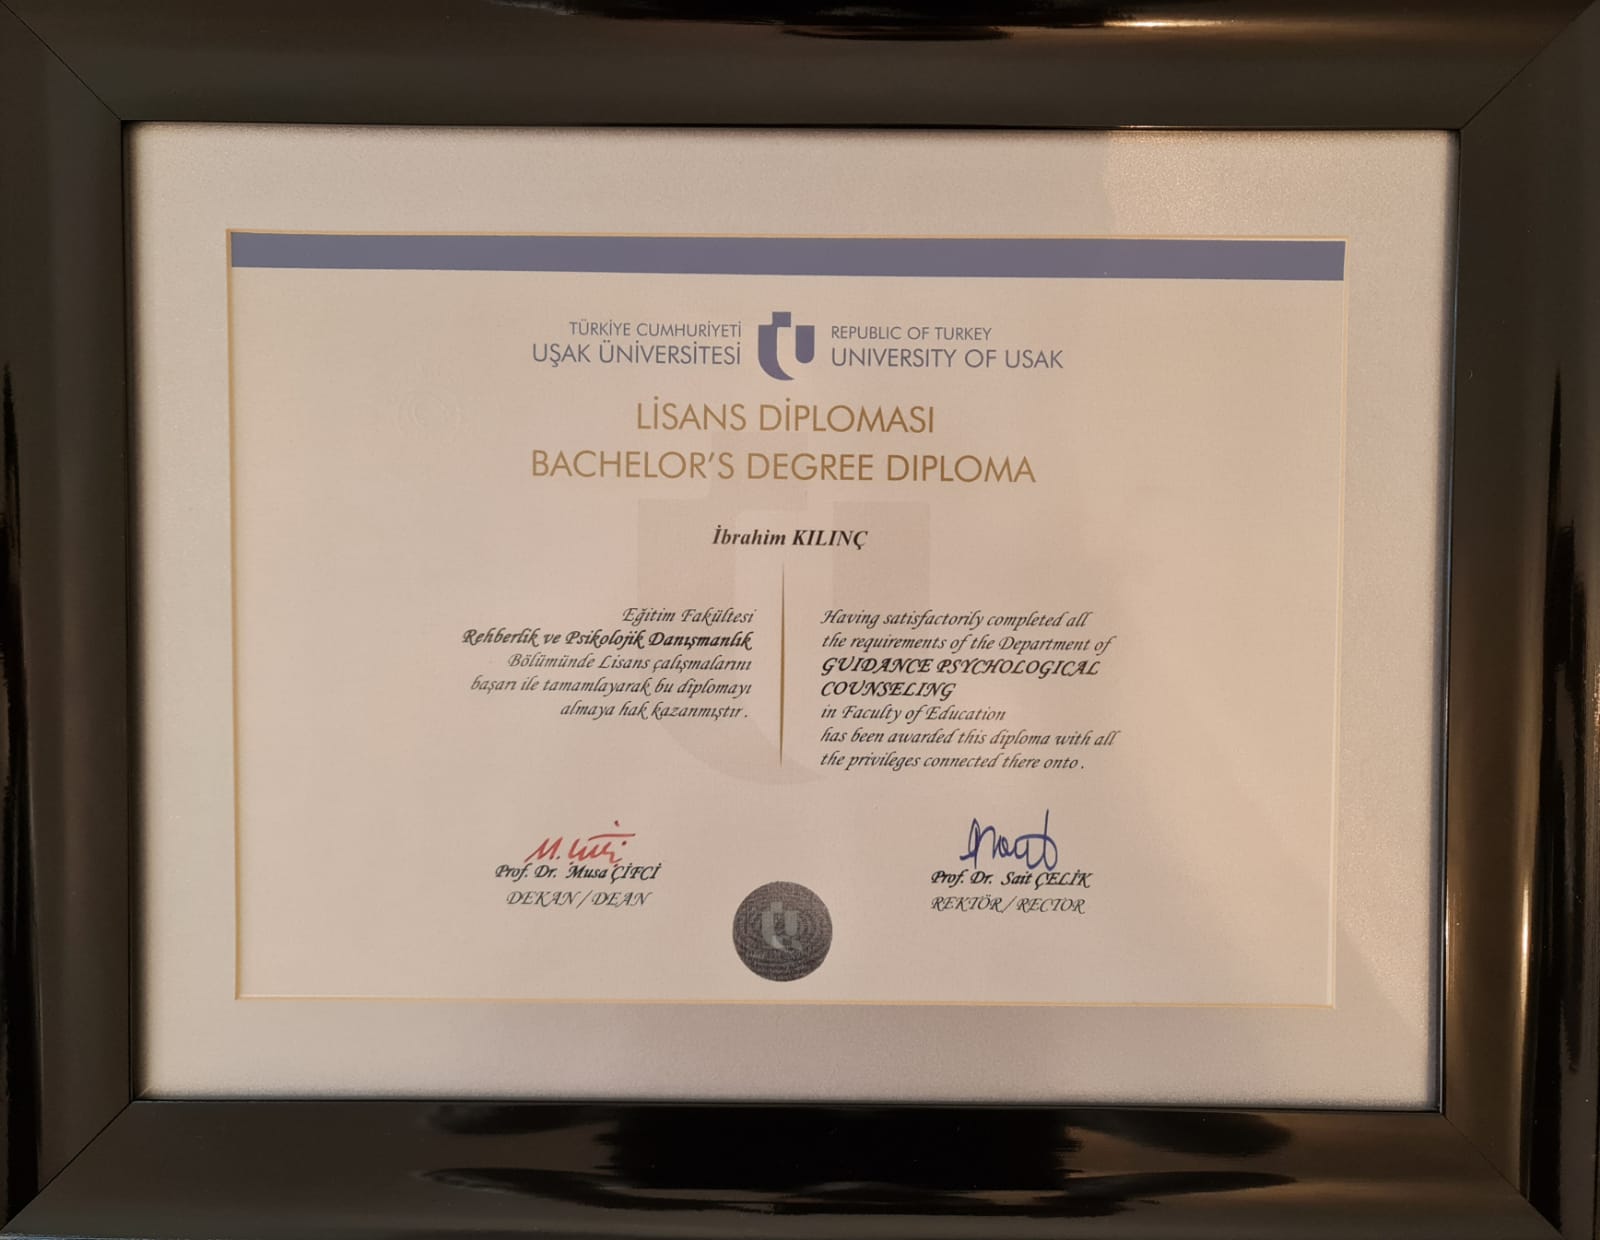 TÜRKİYE CUMHURİYETİ
UŞAK ÜNİVERSİTESİ
REPUBLIC OF TURKEY
UNIVERSITY OF USAK
LİSANS DİPLOMASI
BACHELOR'S DEGREE DIPLOMA
İbrahim KILINÇ
Eğitim Fakültesi
Rehberlik ve Psikolojik Danışmanlık
Bölümünde Lisans çalışmalarını
başarı ile tamamlayarak bu diplomayı
almaya hak kazanmıştır.
Having satisfactorily completed all
the requirements of the Department of
GUIDANCE PSYCHOLOGICAL
COUNSELING
in Faculty of Education
has been awarded this diploma with all
the privileges connected there onto.
Prof. Dr. Musa ÇİFCİ
DEKAN / DEAN
Prof. Dr. Sait ÇELİK
REKTÖR / RECTOR